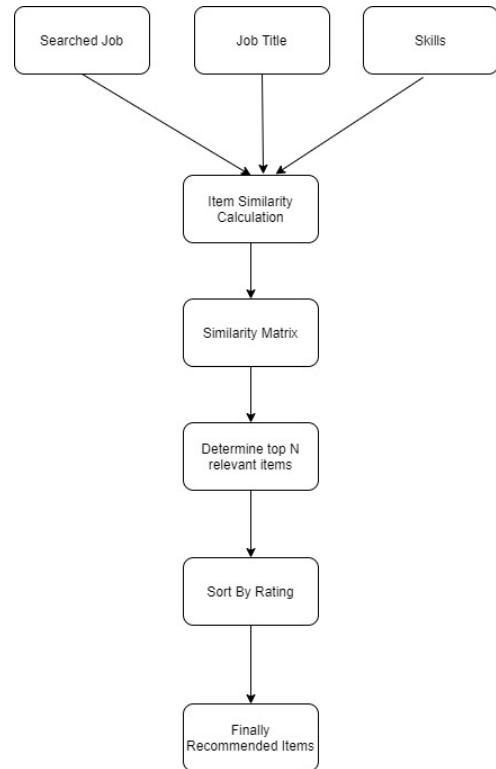 Searched Job
Job Title
Skills
Item Similarity
Calculation
Similarity Matrix
Determine top N
relevant items
Sort By Rating
Finally
Recommended Items